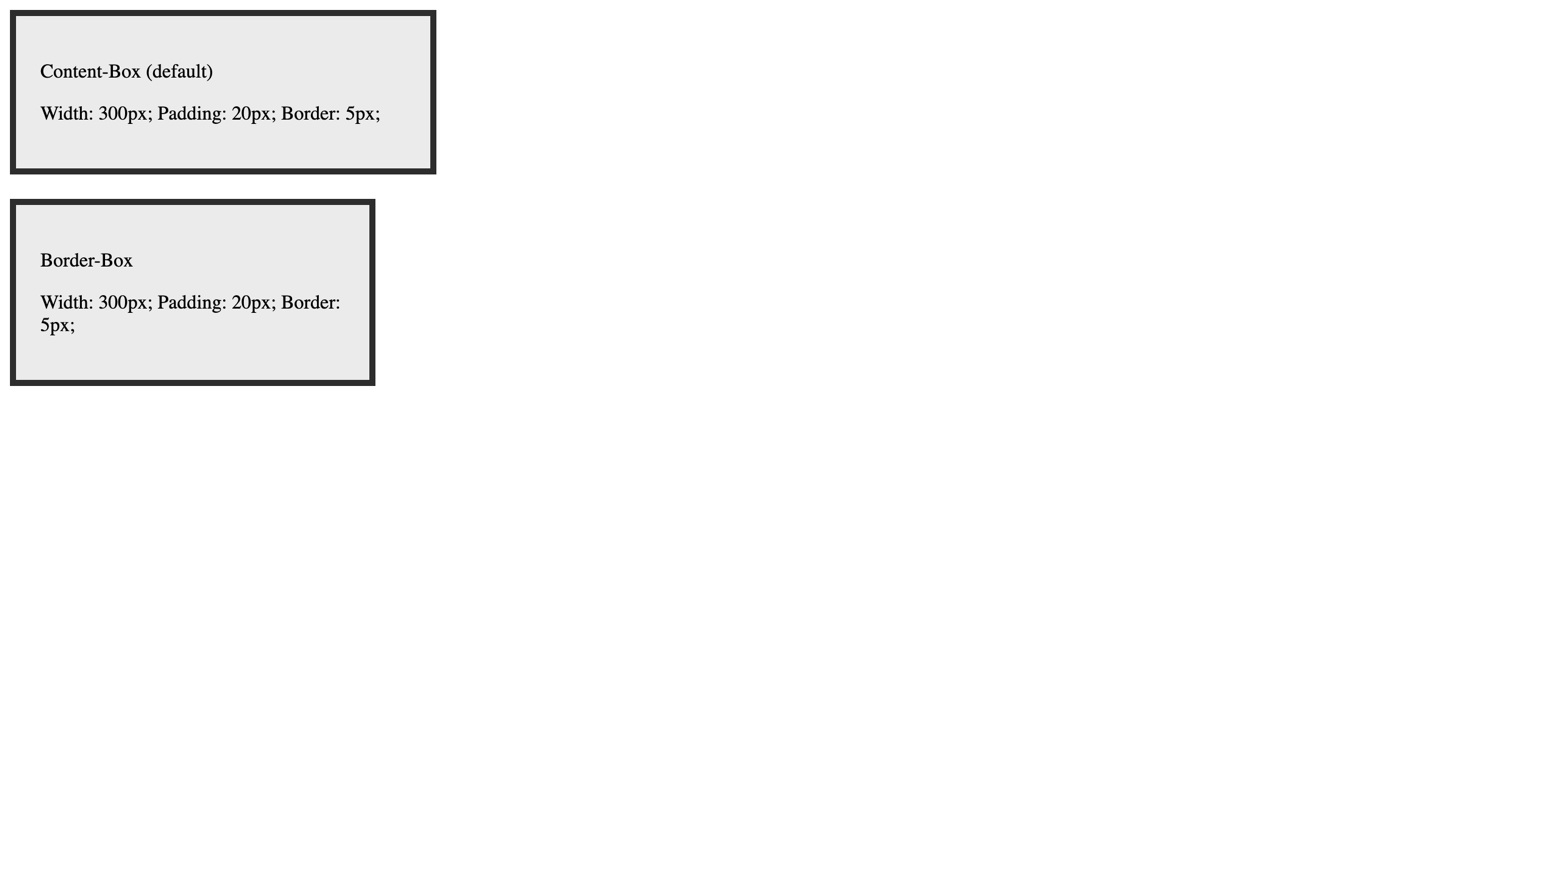 Content-Box (default)
Width: 300px; Padding: 20px; Border: 5px;
Border-Box
Width: 300px; Padding: 20px; Border:
5px;